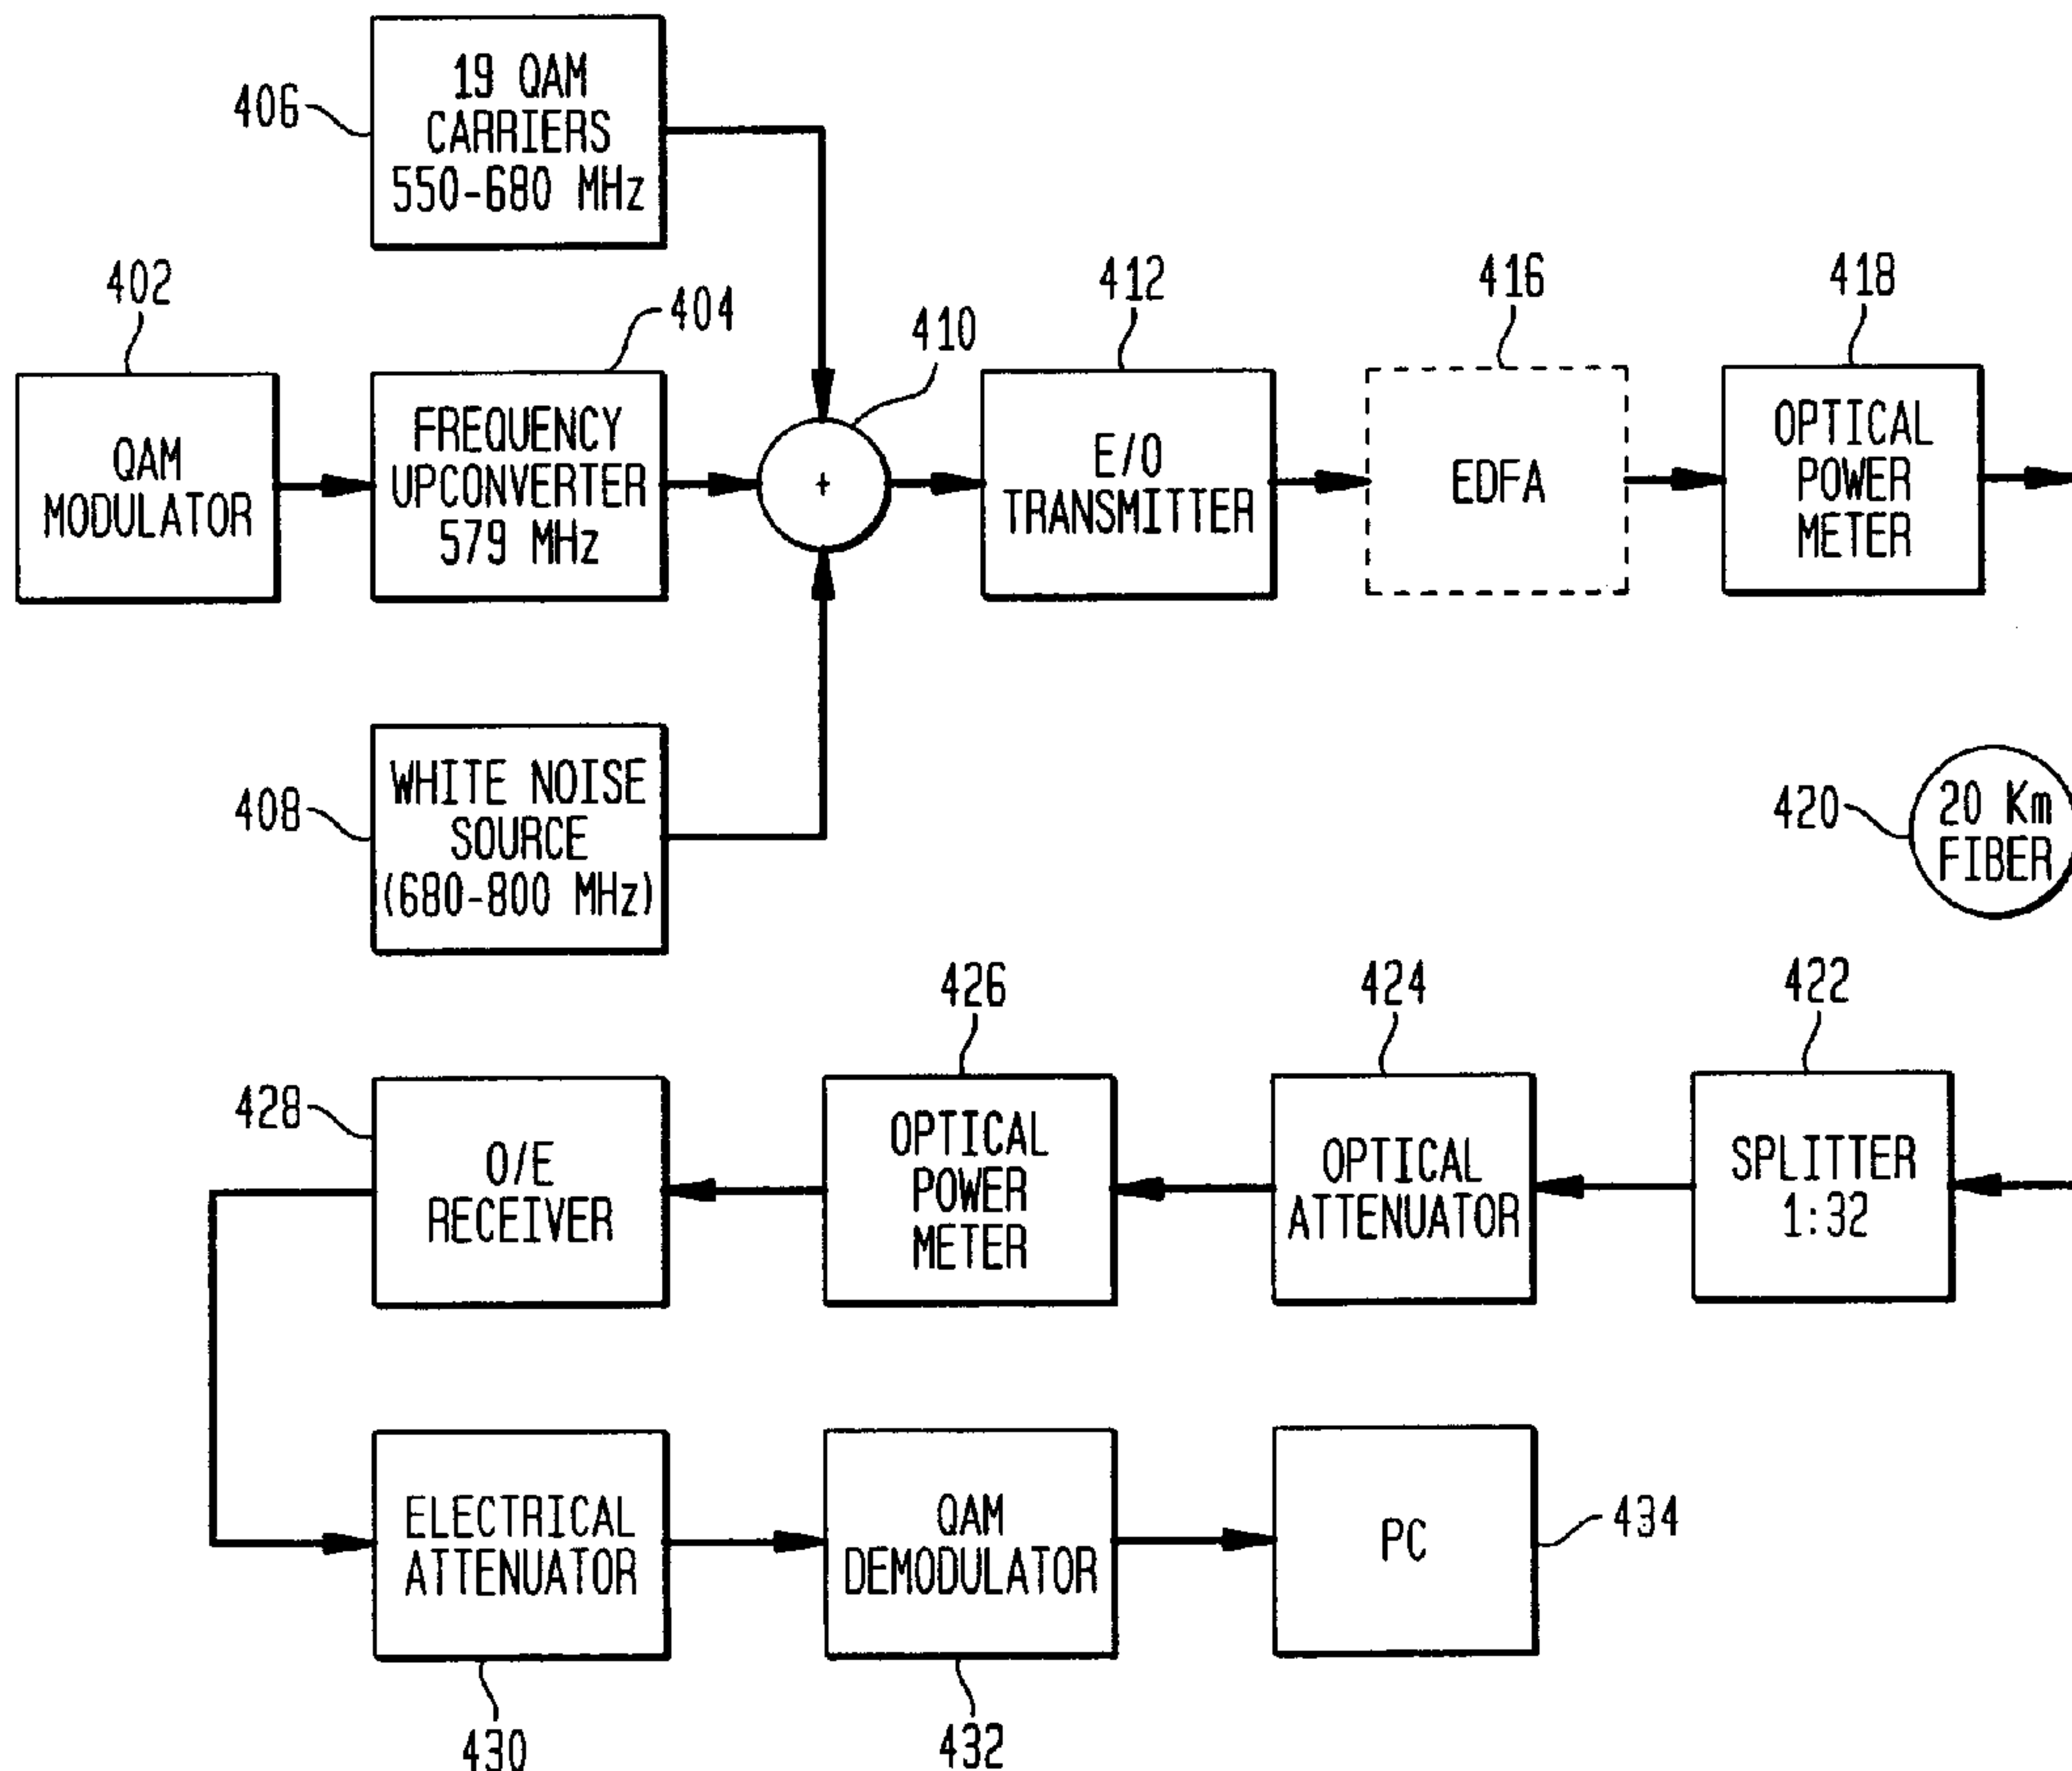 406
19 QAM
CARRIERS
550-680 MHz
402
QAM
MODULATOR
404
FREQUENCY
UPCONVERTER
579 MHz
410
+
412
E/O
TRANSMITTER
416
EDFA
418
OPTICAL
POWER
METER
408
WHITE NOISE
SOURCE
(680-800 MHz)
420
20 Km
FIBER
422
SPLITTER
1:32
424
OPTICAL
ATTENUATOR
426
OPTICAL
POWER
METER
428
O/E
RECEIVER
ELECTRICAL
ATTENUATOR
430
QAM
DEMODULATOR
432
PC
434